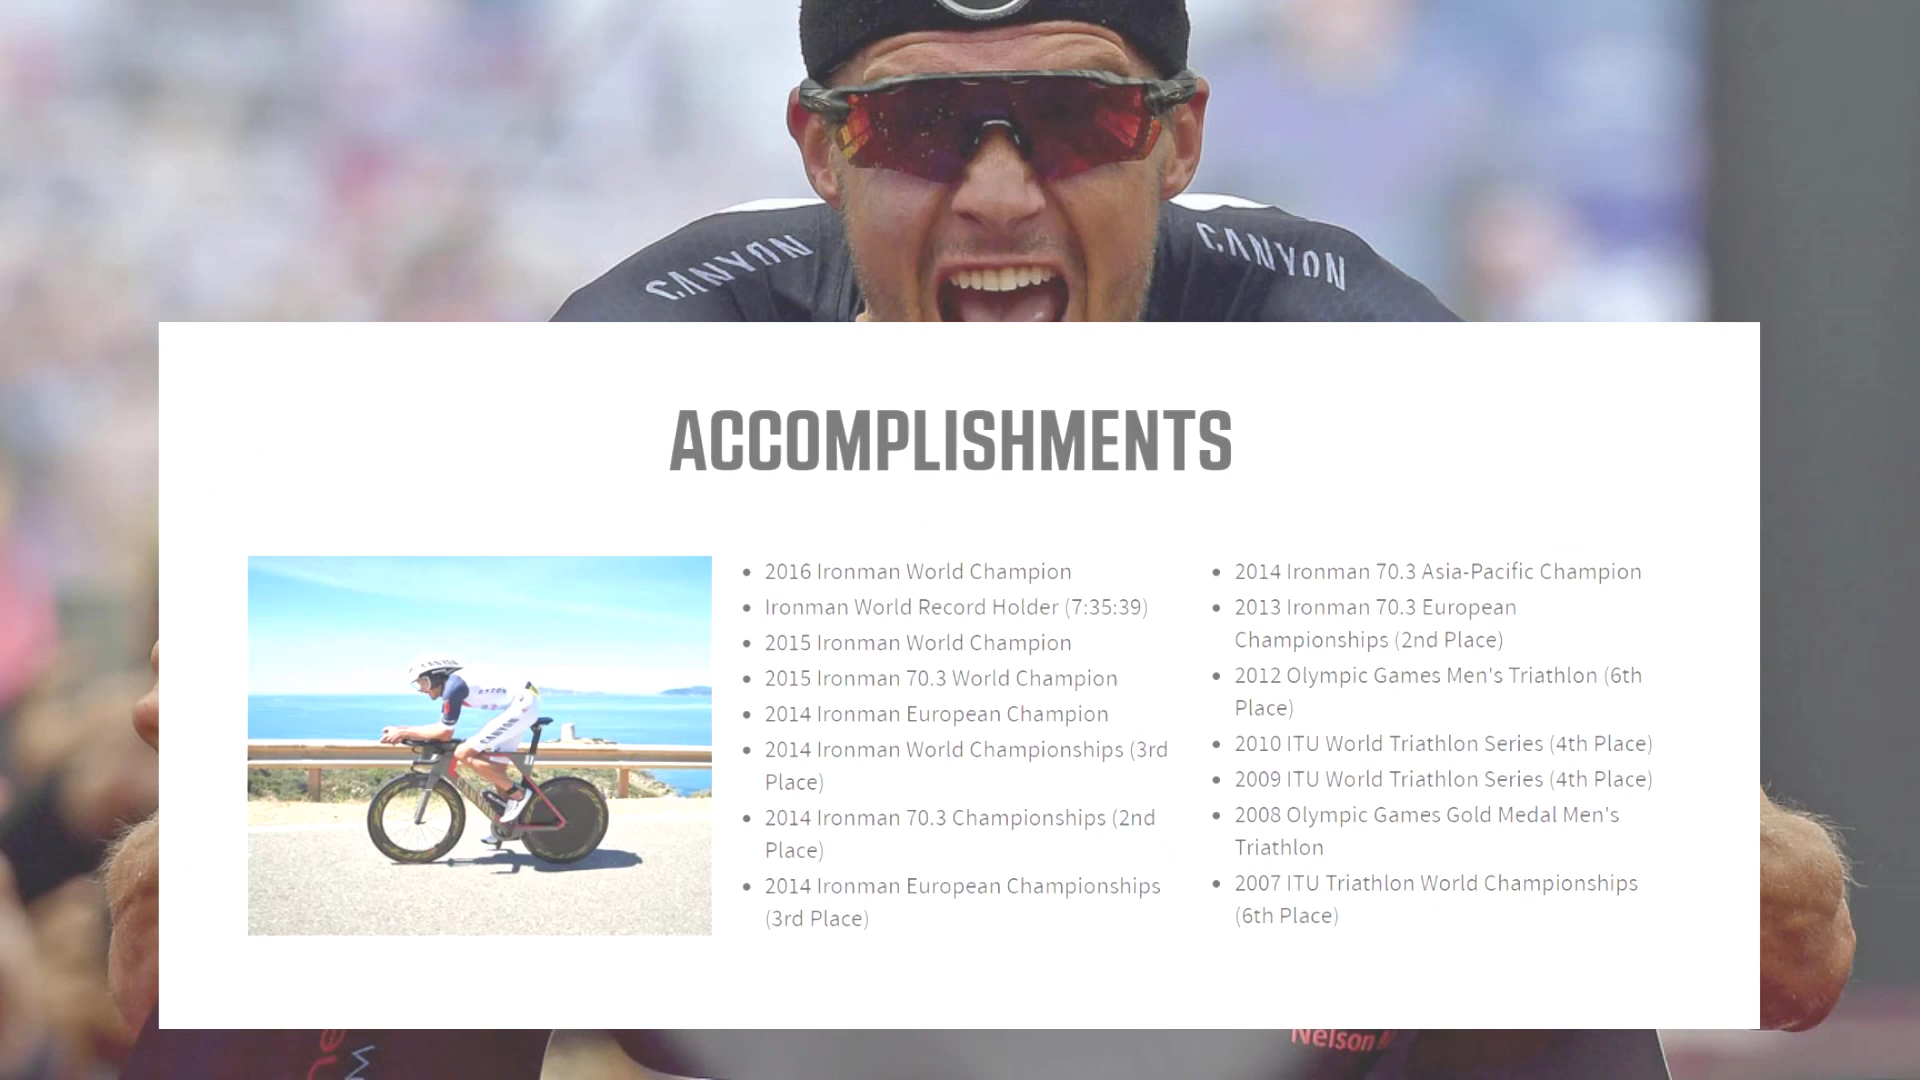 CANYON
CANYON
ACCOMPLISHMENTS
• 2016 Ironman World Champion
• Ironman World Record Holder (7:35:39)
• 2015 Ironman World Champion
• 2015 Ironman 70.3 World Champion
• 2014 Ironman European Champion
• 2014 Ironman World Championships (3rd
Place)
• 2014 Ironman 70.3 Championships (2nd
Place)
• 2014 Ironman European Championships
(3rd Place)
• 2014 Ironman 70.3 Asia-Pacific Champion
• 2013 Ironman 70.3 European
Championships (2nd Place)
• 2012 Olympic Games Men's Triathlon (6th
Place)
• 2010 ITU World Triathlon Series (4th Place)
• 2009 ITU World Triathlon Series (4th Place)
• 2008 Olympic Games Gold Medal Men's
Triathlon
• 2007 ITU Triathlon World Championships
(6th Place)
CANYON
Nelson